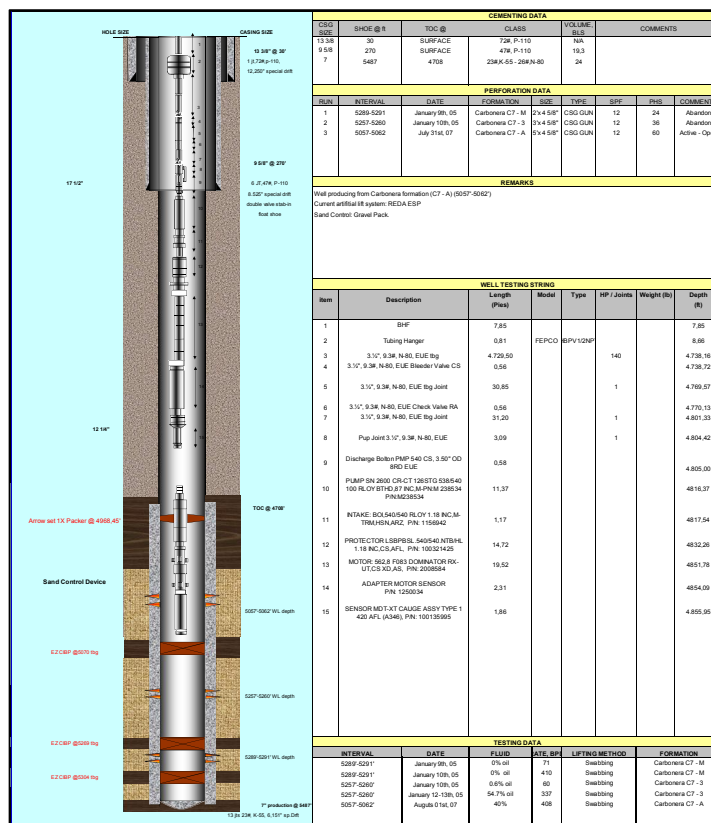 HOLE SIZE
CASING SIZE
13 3/8" @ 30'
1 jt,72#,p-110,
12,250" special drift
9 5/8" @ 270'
6 JT,47#, P-110
8,525" special drift
double valve stab-in
float shoe
17 1/2"
12 1/4"
TOC @ 4708'
Arrow set 1X Packer @ 4968,45'
Sand Control Device
5057'-5062' WL depth
EZ CIBP @5070 tbg
5257'-5260' WL depth
EZ CIBP @5269 tbg
5289'-5291' WL depth
EZ CIBP @5304 tbg
7" production @ 5487'
13 jts 23#, K-55, 6,151" sp.Drift
CEMENTING DATA
CSG SIZE SHOE @ ft TOC @ CLASS VOLUME, BLS COMMENTS
13 3/8 30 SURFACE 72#, P-110 N/A
9 5/8 270 SURFACE 47#, P-110 19,3
7 5487 4708 23#,K-55 - 26#,N-80 24
PERFORATION DATA
RUN INTERVAL DATE FORMATION SIZE TYPE SPF PHS COMMENT
1 5289-5291 January 9th, 05 Carbonera C7 - M 2'x4 5/8" CSG GUN 12 24 Abandon
2 5257-5260 January 10th, 05 Carbonera C7 - 3 3'x4 5/8" CSG GUN 12 36 Abandon
3 5057-5062 July 31st, 07 Carbonera C7 - A 5'x4 5/8" CSG GUN 12 60 Active - Op
REMARKS
Well producing from Carbonera formation (C7 - A) (5057'-5062')
Current artifitial lift system: REDA ESP
Sand Control: Gravel Pack.
WELL TESTING STRING
item Description Length (Pies) Model Type HP / Joints Weight (lb) Depth (ft)
1 BHF 7,85 7,85
2 Tubing Hanger 0,81 FEPCO 8,66
3 3.½", 9.3#, N-80, EUE tbg 4.729,50 140 4.738,16
4 3.½", 9.3#, N-80, EUE Bleeder Valve CS 0,56 4.738,72
5 3.½", 9.3#, N-80, EUE tbg Joint 30,85 1 4.769,57
6 3.½", 9.3#, N-80, EUE Check Valve RA 0,56 4.770,13
7 3.½", 9.3#, N-80, EUE tbg Joint 31,20 1 4.801,33
8 Pup Joint 3.½", 9.3#, N-80, EUE 3,09 1 4.804,42
9 Discharge Bolton PMP 540 CS, 3.50" OD 8RD EUE 0,58 4.805,00
10 PUMP SN 2600 CR-CT 126STG 538/540 100 RLOY BTHD,.87 INC,M-PN:M 238534 P/N:M238534 11,37 4816,37
11 INTAKE: BOI,540/540 RLOY 1.18 INC,M-TRM,HSN,ARZ, P/N: 1156942 1,17 4817,54
12 PROTECTOR LSBPBSL .540/540.NTB/HL 1.18 INC,CS,AFL, P/N: 100321425 14,72 4832,26
13 MOTOR: 562,8 F083 DOMINATOR RX-UT,CS XD,AS, P/N: 2008584 19,52 4851,78
14 ADAPTER MOTOR SENSOR P/N: 1250034 2,31 4854,09
15 SENSOR MDT-XT CAUGE ASSY TYPE 1 420 AFL (A346), P/N: 100135995 1,86 4.855,95
TESTING DATA
INTERVAL DATE FLUID RATE, BPD LIFTING METHOD FORMATION
5289'-5291' January 9th, 05 0% oil 71 Swabbing Carbonera C7 - M
5289'-5291' January 10th, 05 0% oil 410 Swabbing Carbonera C7 - M
5257'-5260' January 10th, 05 0.6% oil 60 Swabbing Carbonera C7 - 3
5257'-5260' January 12-13th, 05 54.7% oil 337 Swabbing Carbonera C7 - 3
5057'-5062' Auguts 01st, 07 40% 408 Swabbing Carbonera C7 - A